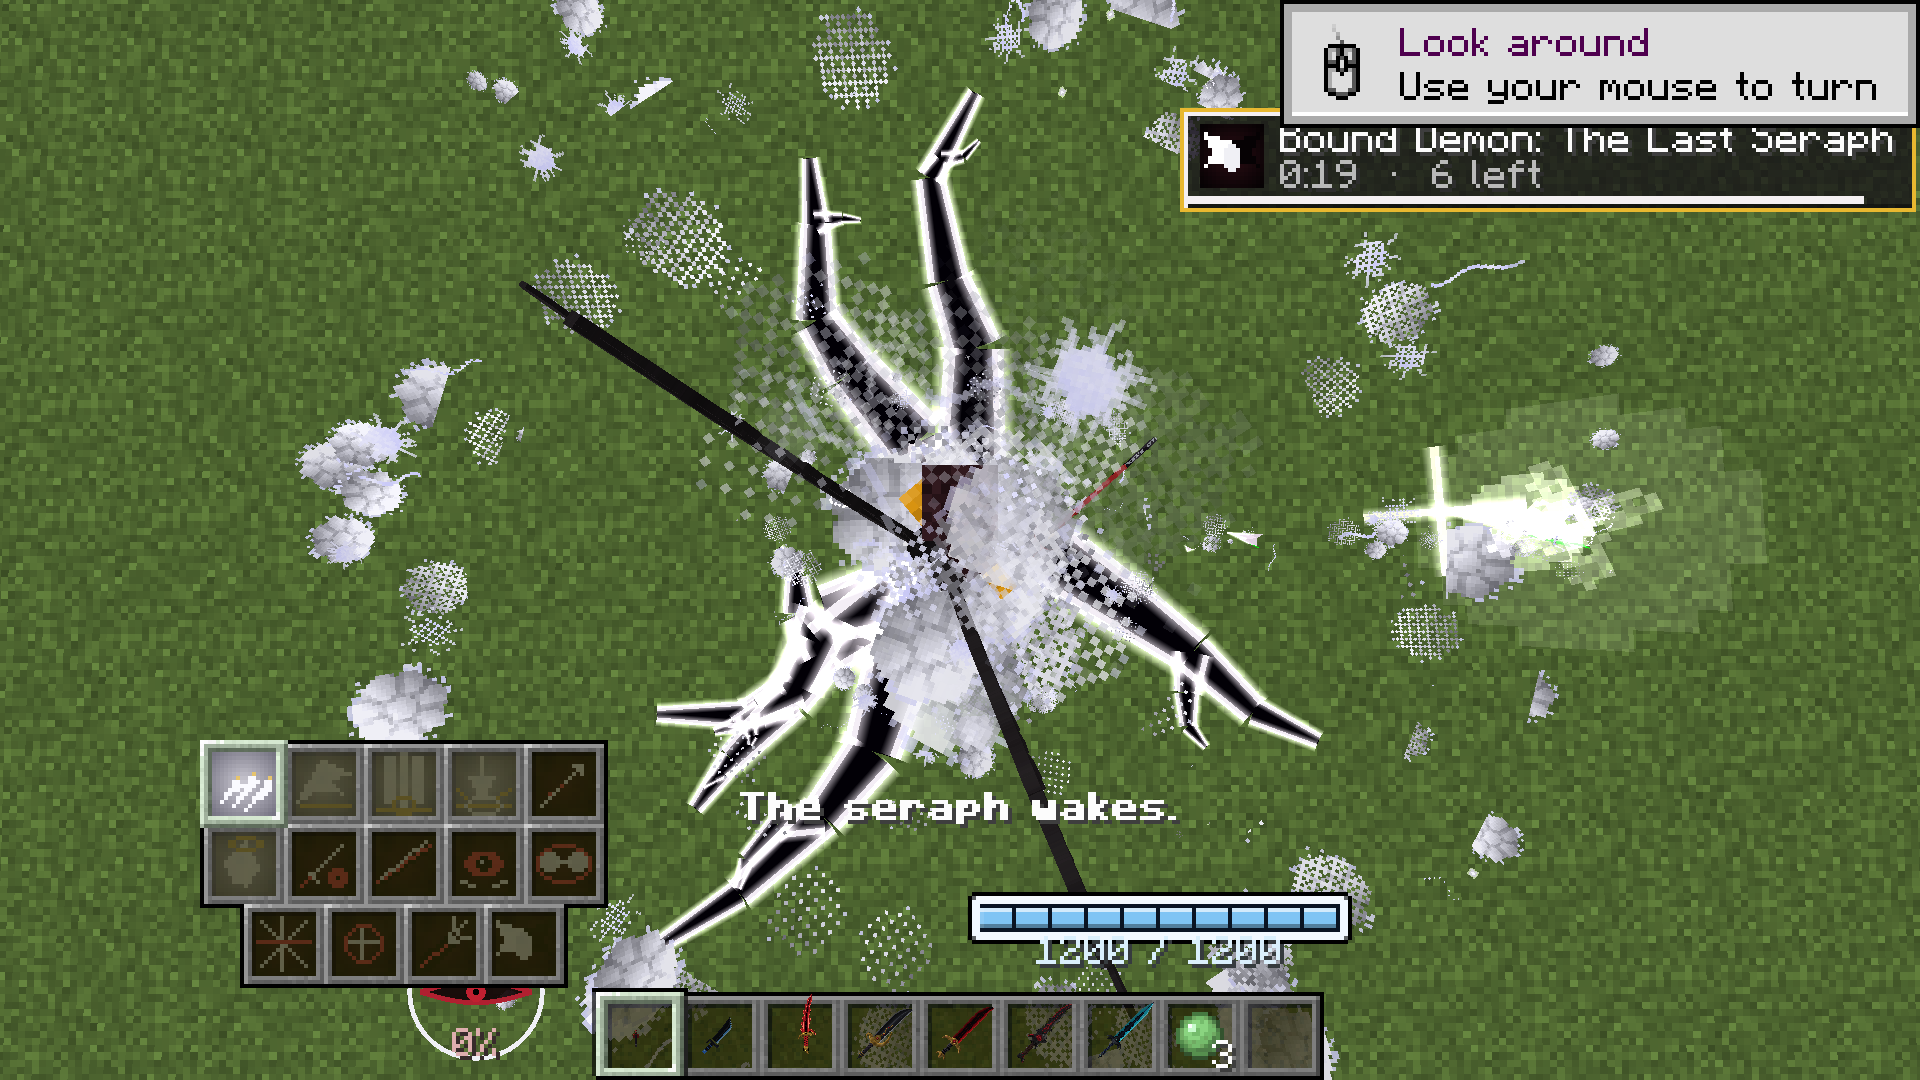 Look around
Use your mouse to turn
Bound Demon: The Last Seraph
0:19 · 6 left
The seraph wakes.
1200 / 1200
0%
3